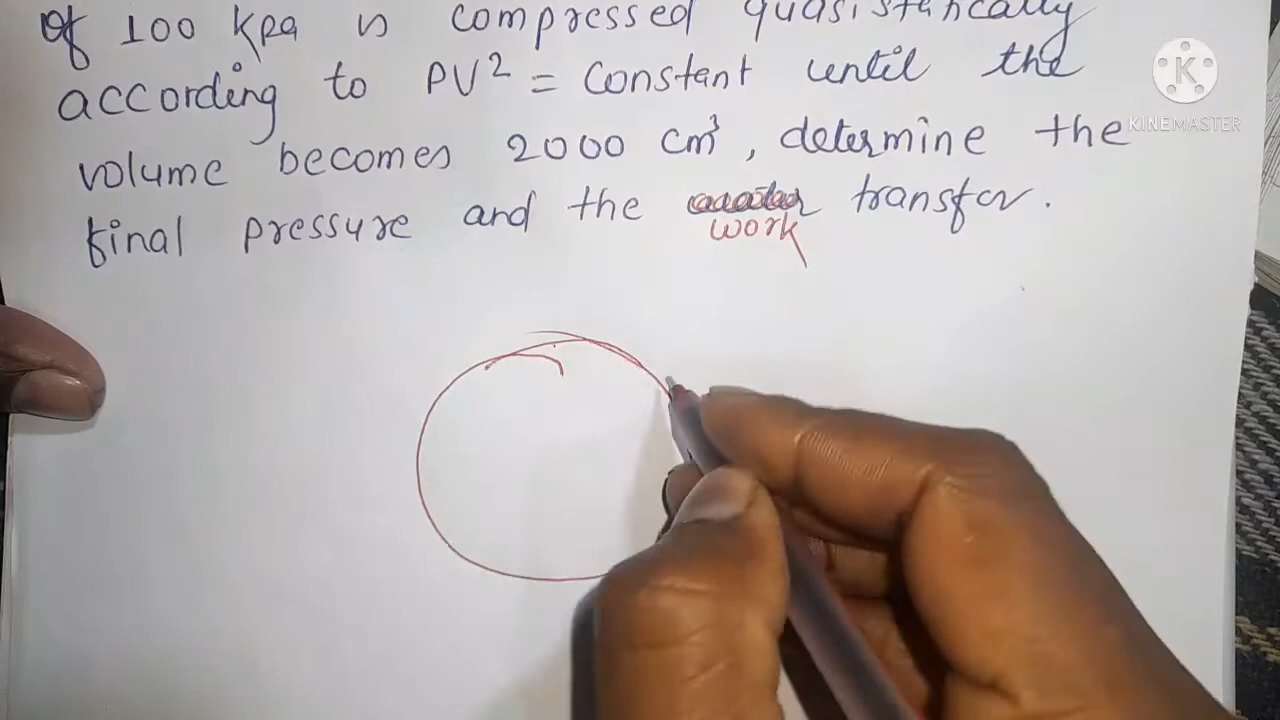 of 100 kpa is compressed quasistatically
according to PV² = constant until the
volume becomes 2000 cm³, determine the
final pressure and the transfer.
work
K
KINEMASTER